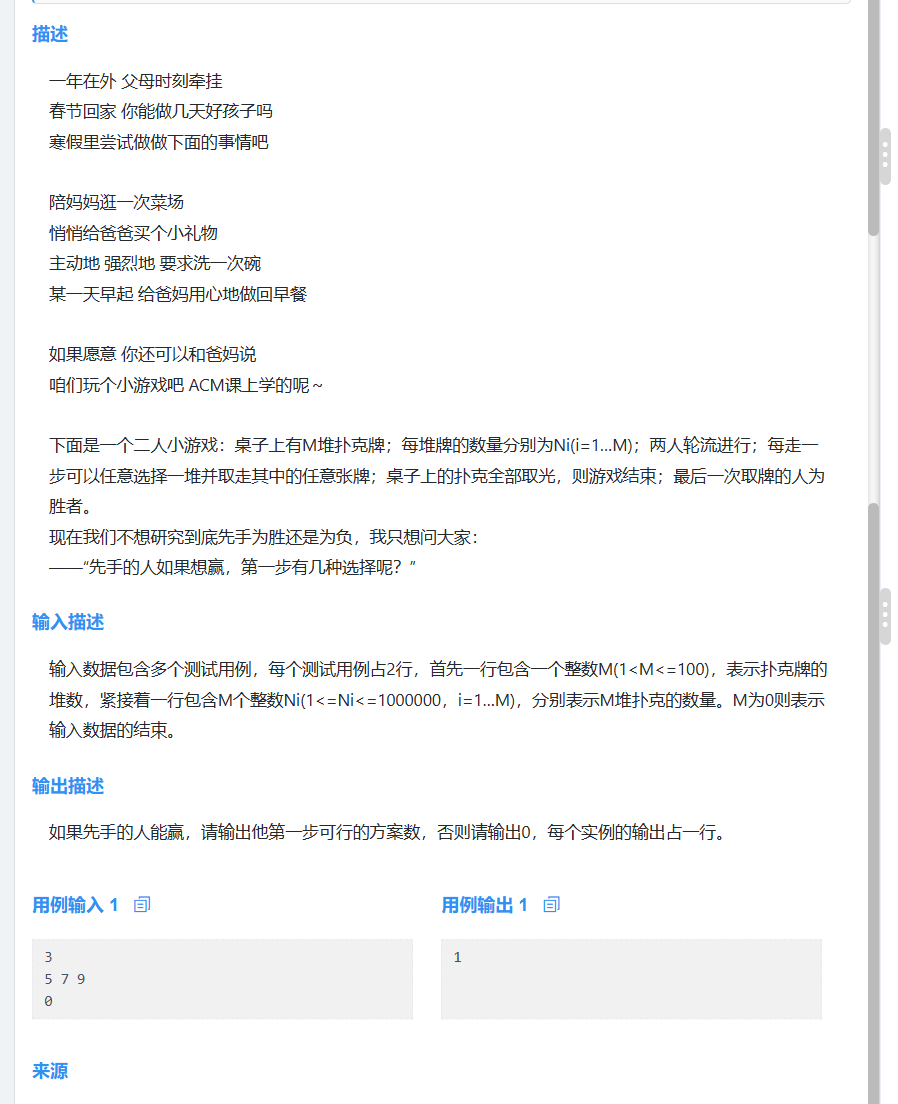 描述
一年在外 父母时刻牵挂
春节回家 你能做几天好孩子吗
寒假里尝试做做下面的事情吧
陪妈妈逛一次菜场
悄悄给爸爸买个小礼物
主动地 强烈地 要求洗一次碗
某一天早起 给爸妈用心地做回早餐
如果愿意 你还可以和爸妈说
咱们玩个小游戏吧 ACM课上学的呢～
下面是一个二人小游戏：桌子上有M堆扑克牌；每堆牌的数量分别为Ni(i=1…M)；两人轮流进行；每走一
步可以任意选择一堆并取走其中的任意张牌；桌子上的扑克全部取光，则游戏结束；最后一次取牌的人为
胜者。
现在我们不想研究到底先手为胜还是为负，我只想问大家：
——“先手的人如果想赢，第一步有几种选择呢？”
输入描述
输入数据包含多个测试用例，每个测试用例占2行，首先一行包含一个整数M(1<M<=100)，表示扑克牌的
堆数，紧接着一行包含M个整数Ni(1<=Ni<=1000000，i=1…M)，分别表示M堆扑克的数量。M为0则表示
输入数据的结束。
输出描述
如果先手的人能赢，请输出他第一步可行的方案数，否则请输出0，每个实例的输出占一行。
用例输入 1
3
5 7 9
0
用例输出 1
1
来源